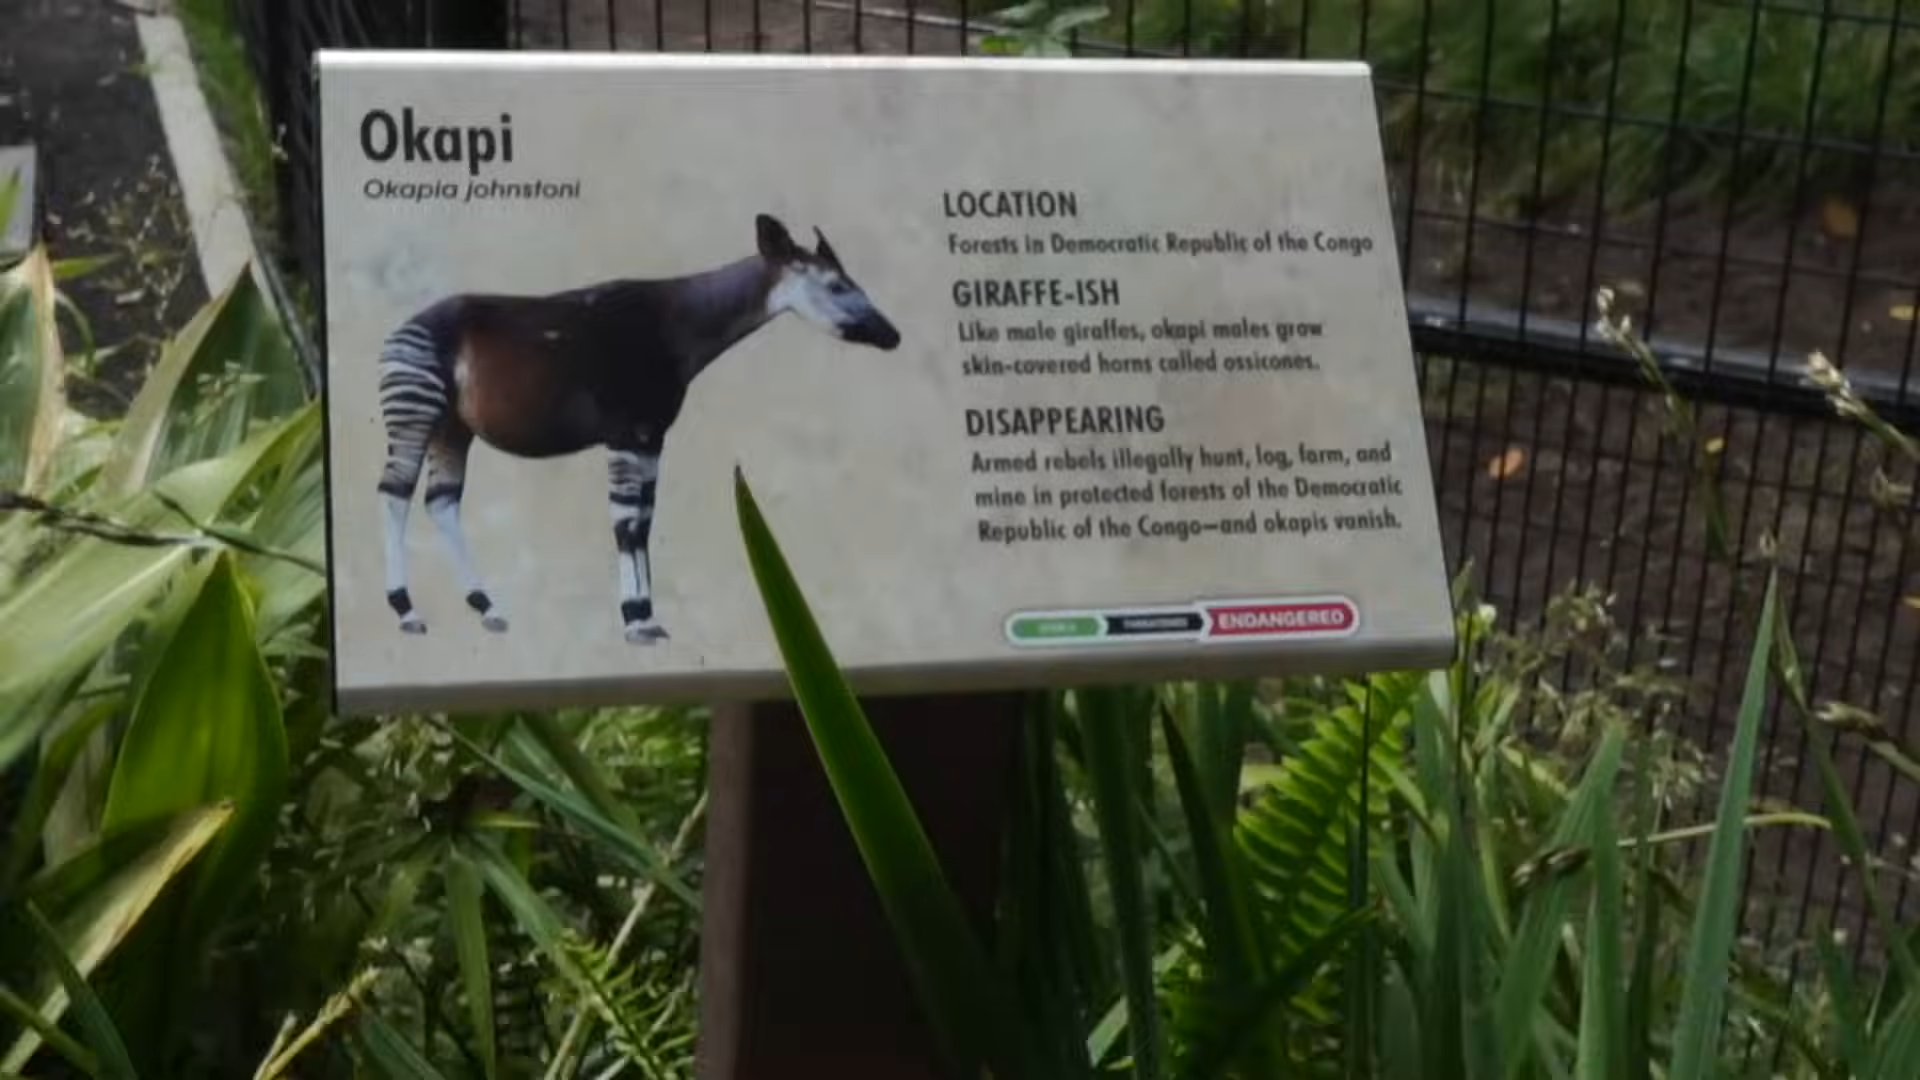 Okapi
Okapia johnstoni
LOCATION
Forests in Democratic Republic of the Congo
GIRAFFE-ISH
Like male giraffes, okapi males grow
skin-covered horns called ossicones.
DISAPPEARING
Armed rebels illegally hunt, log, farm, and
mine in protected forests of the Democratic
Republic of the Congo—and okapis vanish.
THREATENED ENDANGERED